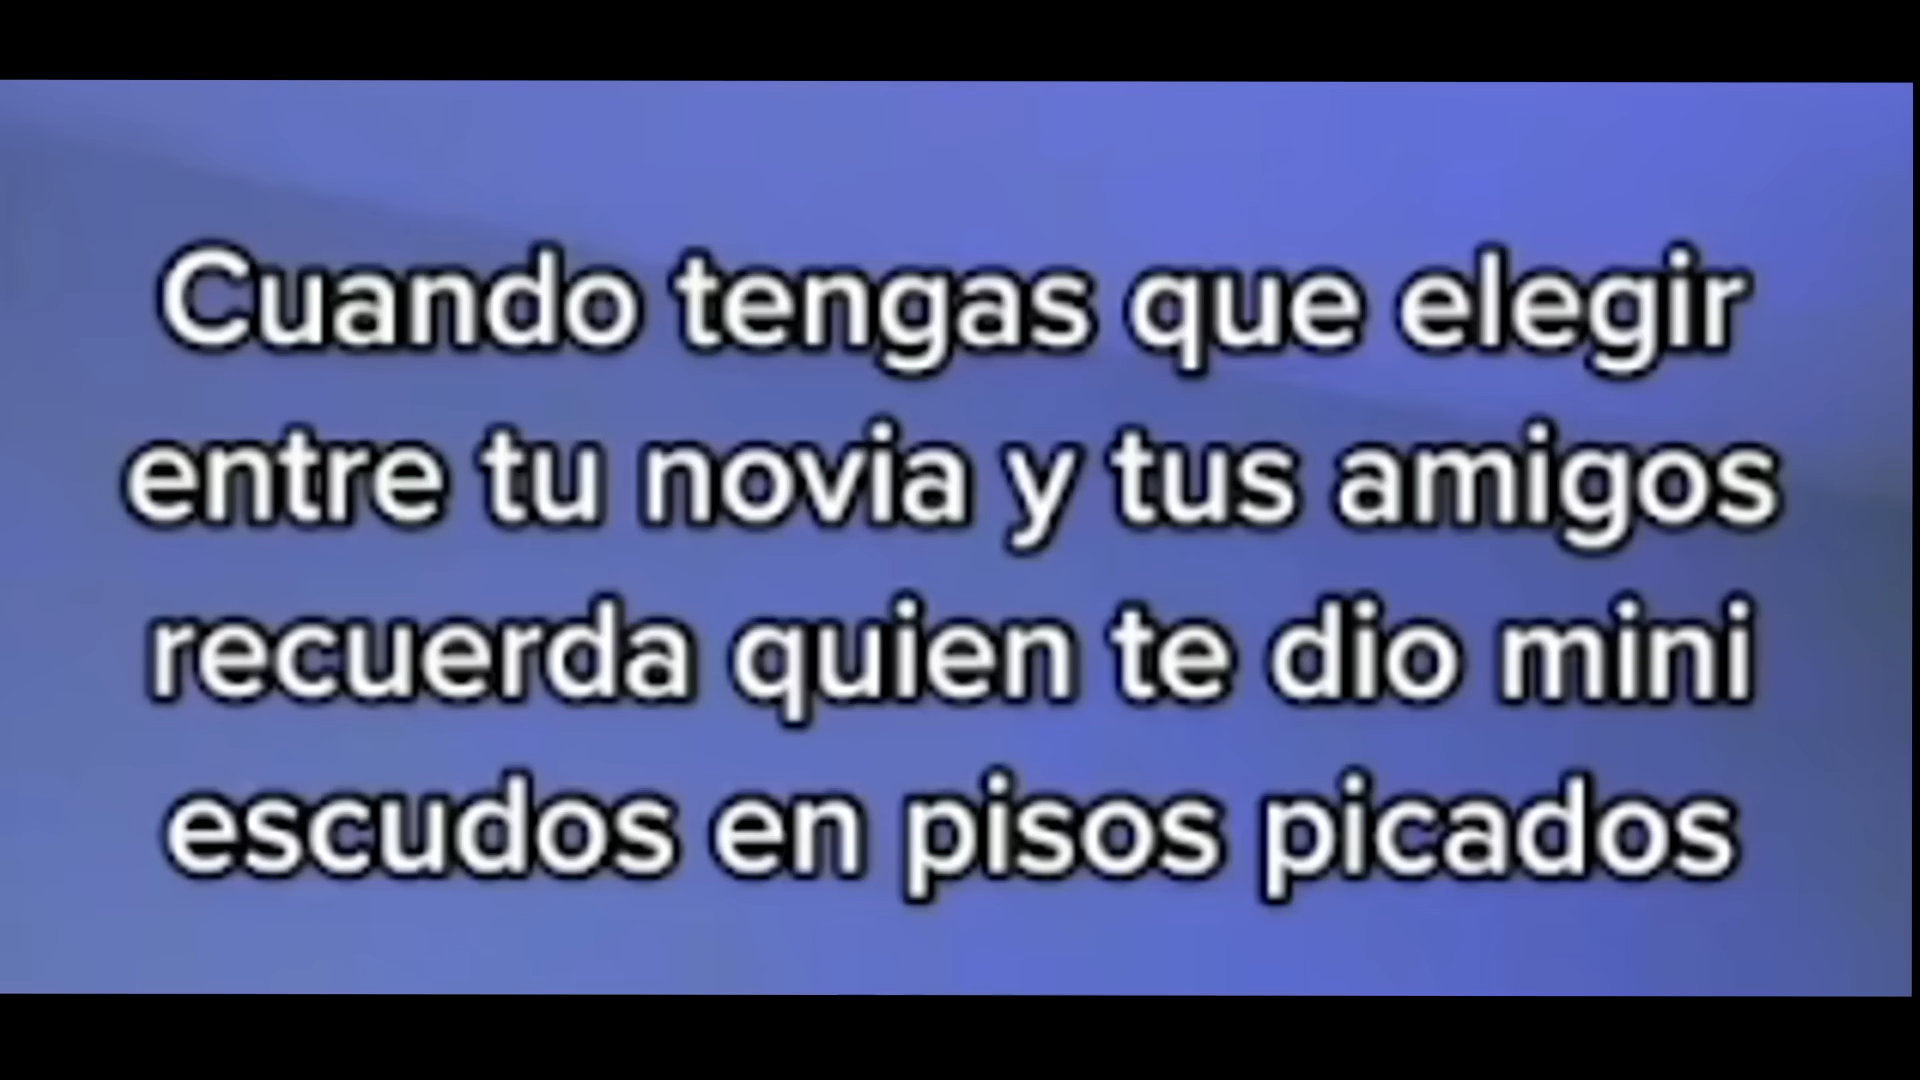 Cuando tengas que elegir
entre tu novia y tus amigos
recuerda quien te dio mini
escudos en pisos picados